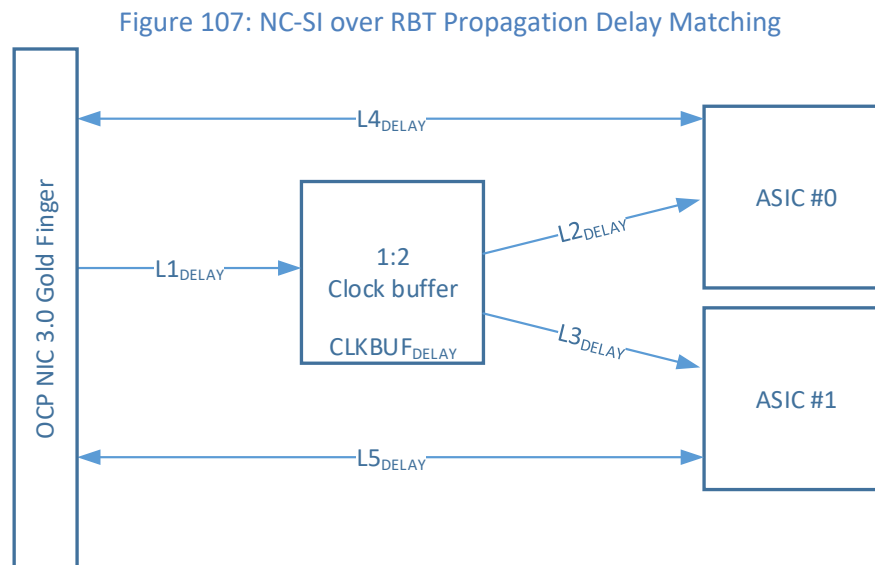 Figure 107: NC-SI over RBT Propagation Delay Matching
OCP NIC 3.0 Gold Finger
L4DELAY
ASIC #0
L2DELAY
L1DELAY
1:2
Clock buffer
CLKBUFDELAY
L3DELAY
ASIC #1
L5DELAY